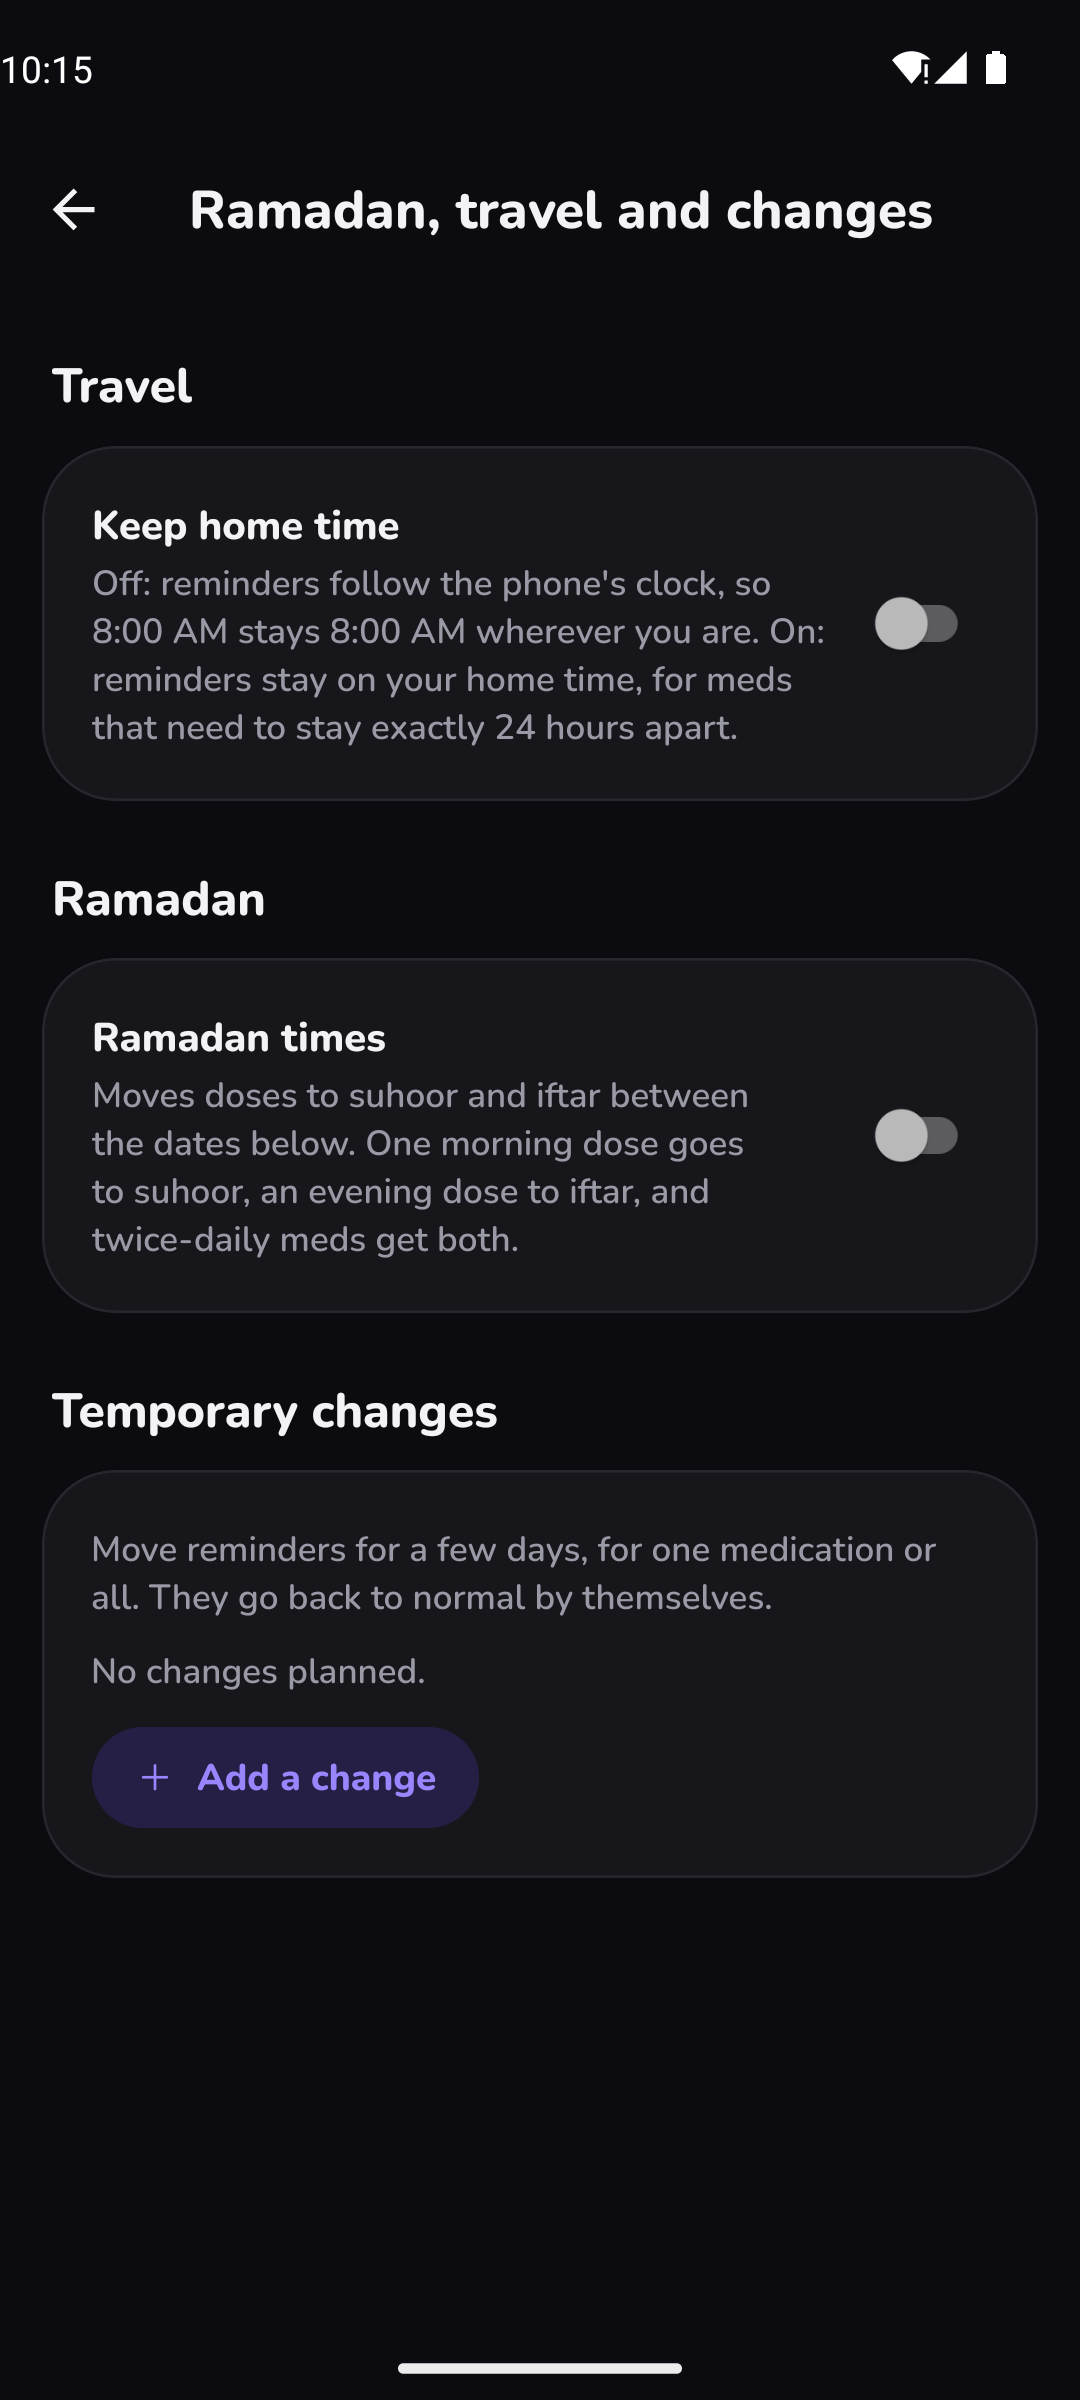 10:15
Ramadan, travel and changes
Travel
Keep home time
Off: reminders follow the phone's clock, so
8:00 AM stays 8:00 AM wherever you are. On:
reminders stay on your home time, for meds
that need to stay exactly 24 hours apart.
Ramadan
Ramadan times
Moves doses to suhoor and iftar between
the dates below. One morning dose goes
to suhoor, an evening dose to iftar, and
twice-daily meds get both.
Temporary changes
Move reminders for a few days, for one medication or
all. They go back to normal by themselves.
No changes planned.
+ Add a change